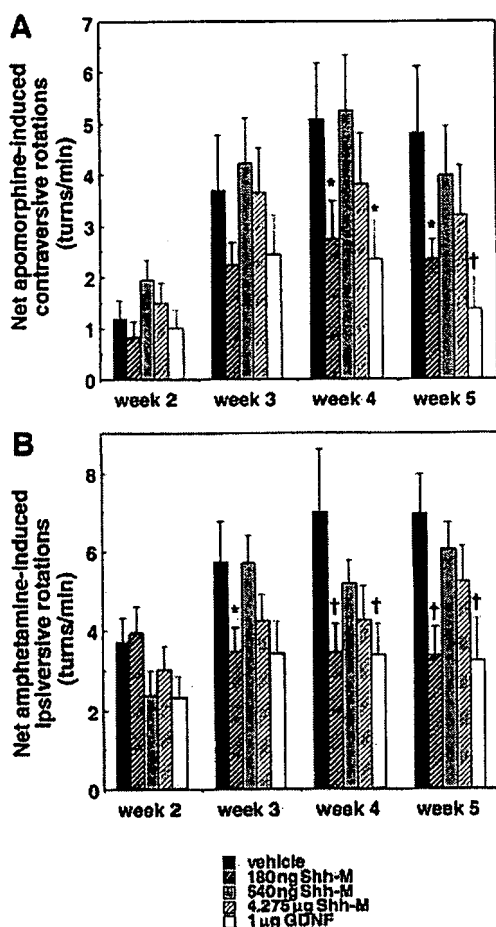 A
Net apomorphine-induced
contraversive rotations
(turns/min)
7
6
5
4
3
2
1
0
*
*
*
†
week 2
week 3
week 4
week 5
B
Net amphetamine-induced
ipsiversive rotations
(turns/min)
8
6
4
2
0
*
†
†
†
†
week 2
week 3
week 4
week 5
vehicle
180ng Shh-M
540ng Shh-M
4.275µg Shh-M
1µg GDNF